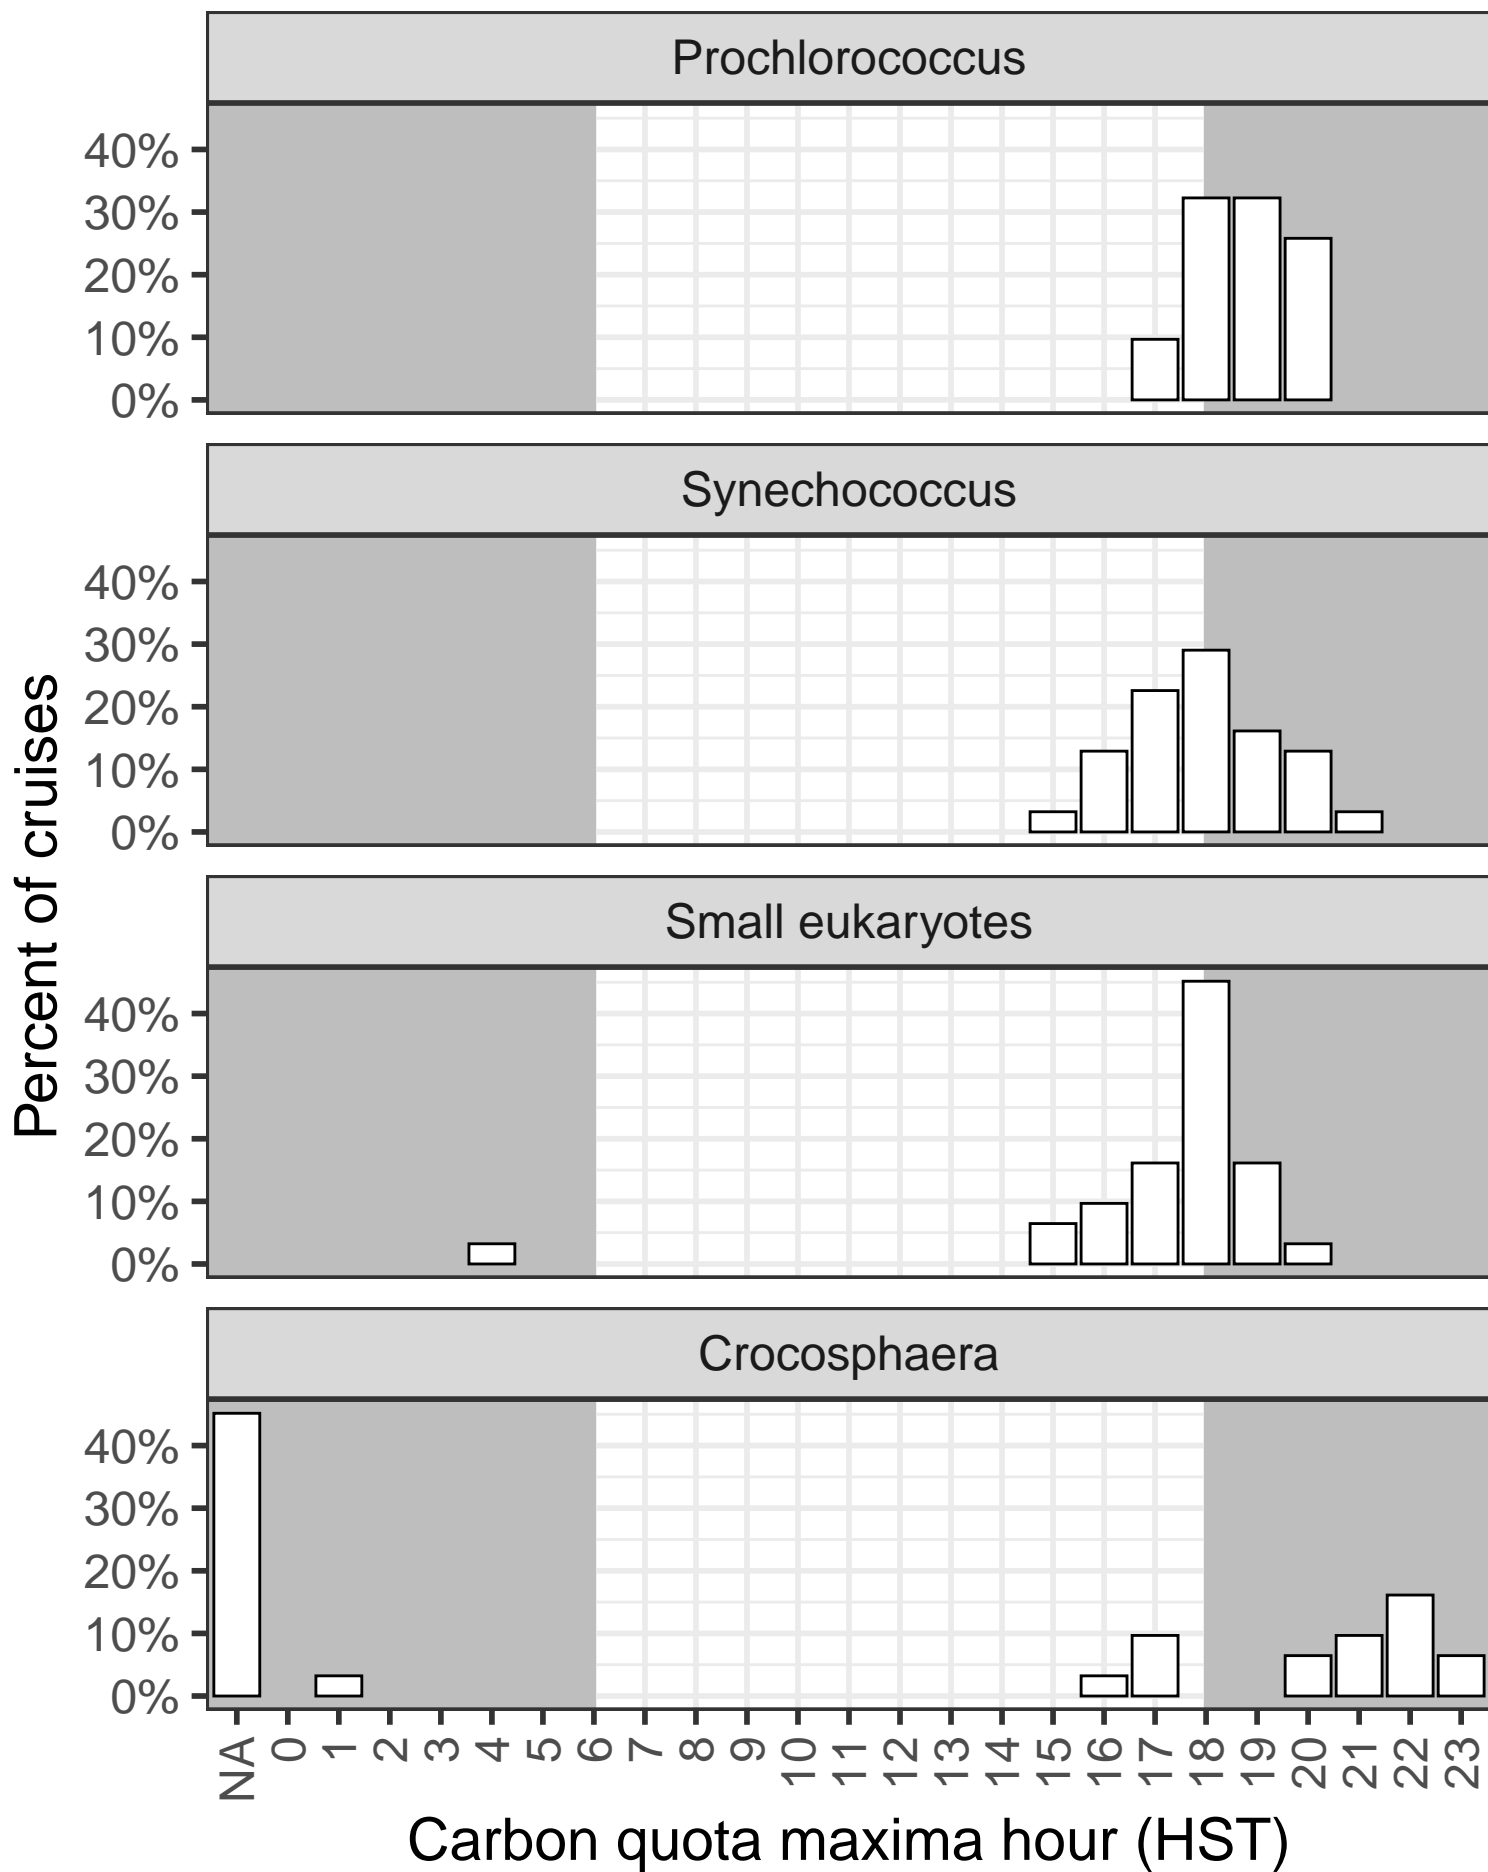 Prochlorococcus
40%
30%
20%
10%
0%
Synechococcus
40%
30%
20%
10%
0%
Small eukaryotes
40%
30%
20%
10%
0%
Crocosphaera
40%
30%
20%
10%
0%
NA 0 1 2 3 4 5 6 7 8 9 10 11 12 13 14 15 16 17 18 19 20 21 22 23
Carbon quota maxima hour (HST)
Percent of cruises